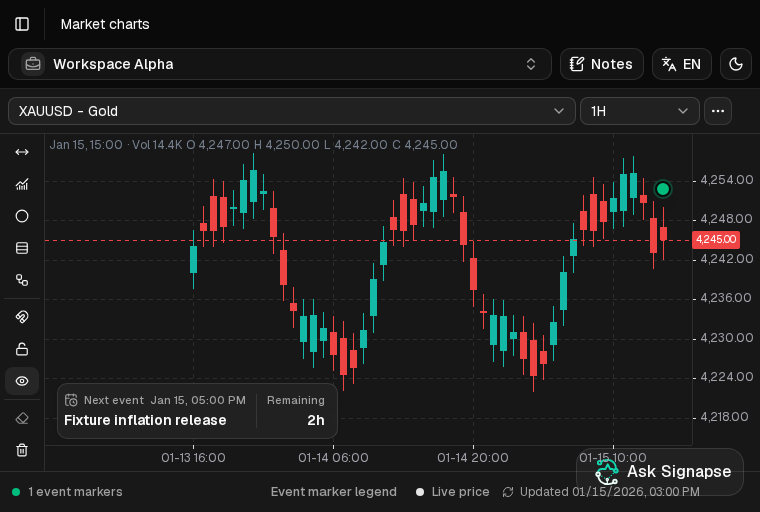 Market charts
Workspace Alpha
Notes
EN
XAUUSD - Gold
1H
Jan 15, 15:00 · Vol 14.4K O 4,247.00 H 4,250.00 L 4,242.00 C 4,245.00
4,254.00
4,248.00
4,245.00
4,242.00
4,236.00
4,230.00
4,224.00
4,218.00
Next event Jan 15, 05:00 PM
Remaining
Fixture inflation release
2h
01-13 16:00
01-14 06:00
01-14 20:00
01-15 10:00
Ask Signapse
1 event markers
Event marker legend
Live price
Updated 01/15/2026, 03:00 PM